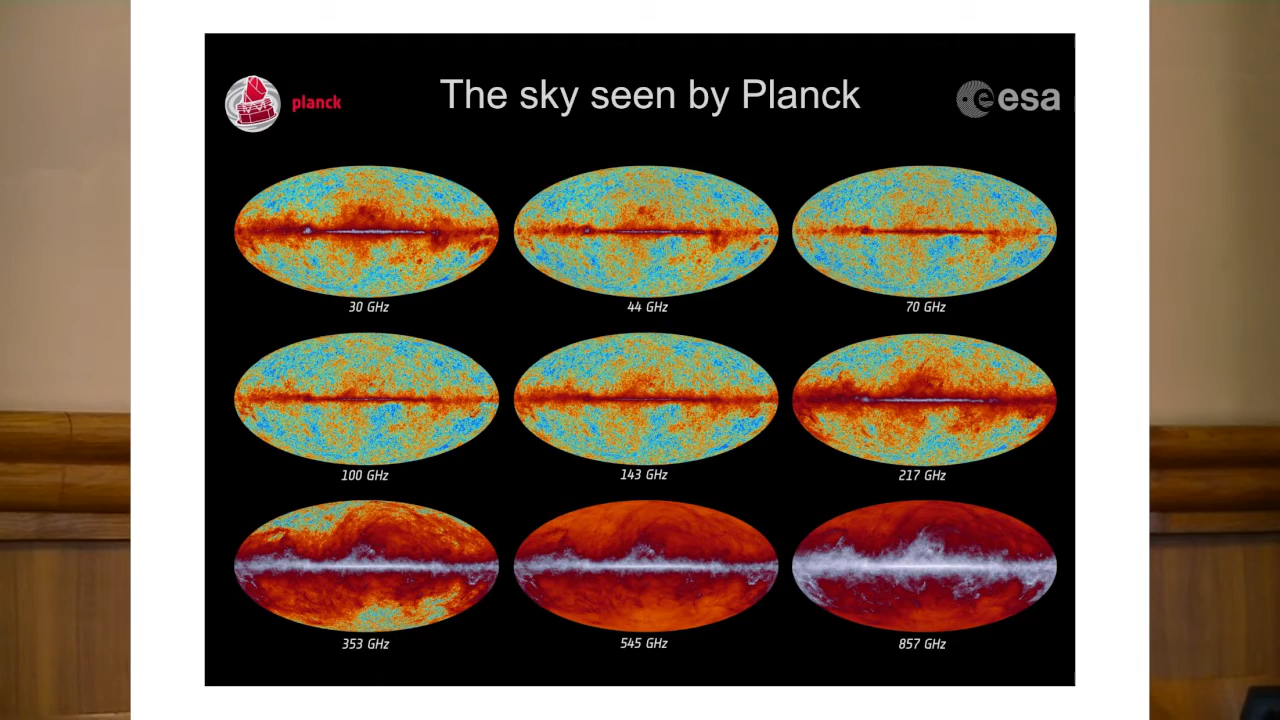 planck
The sky seen by Planck
esa
30 GHz
44 GHz
70 GHz
100 GHz
143 GHz
217 GHz
353 GHz
545 GHz
857 GHz